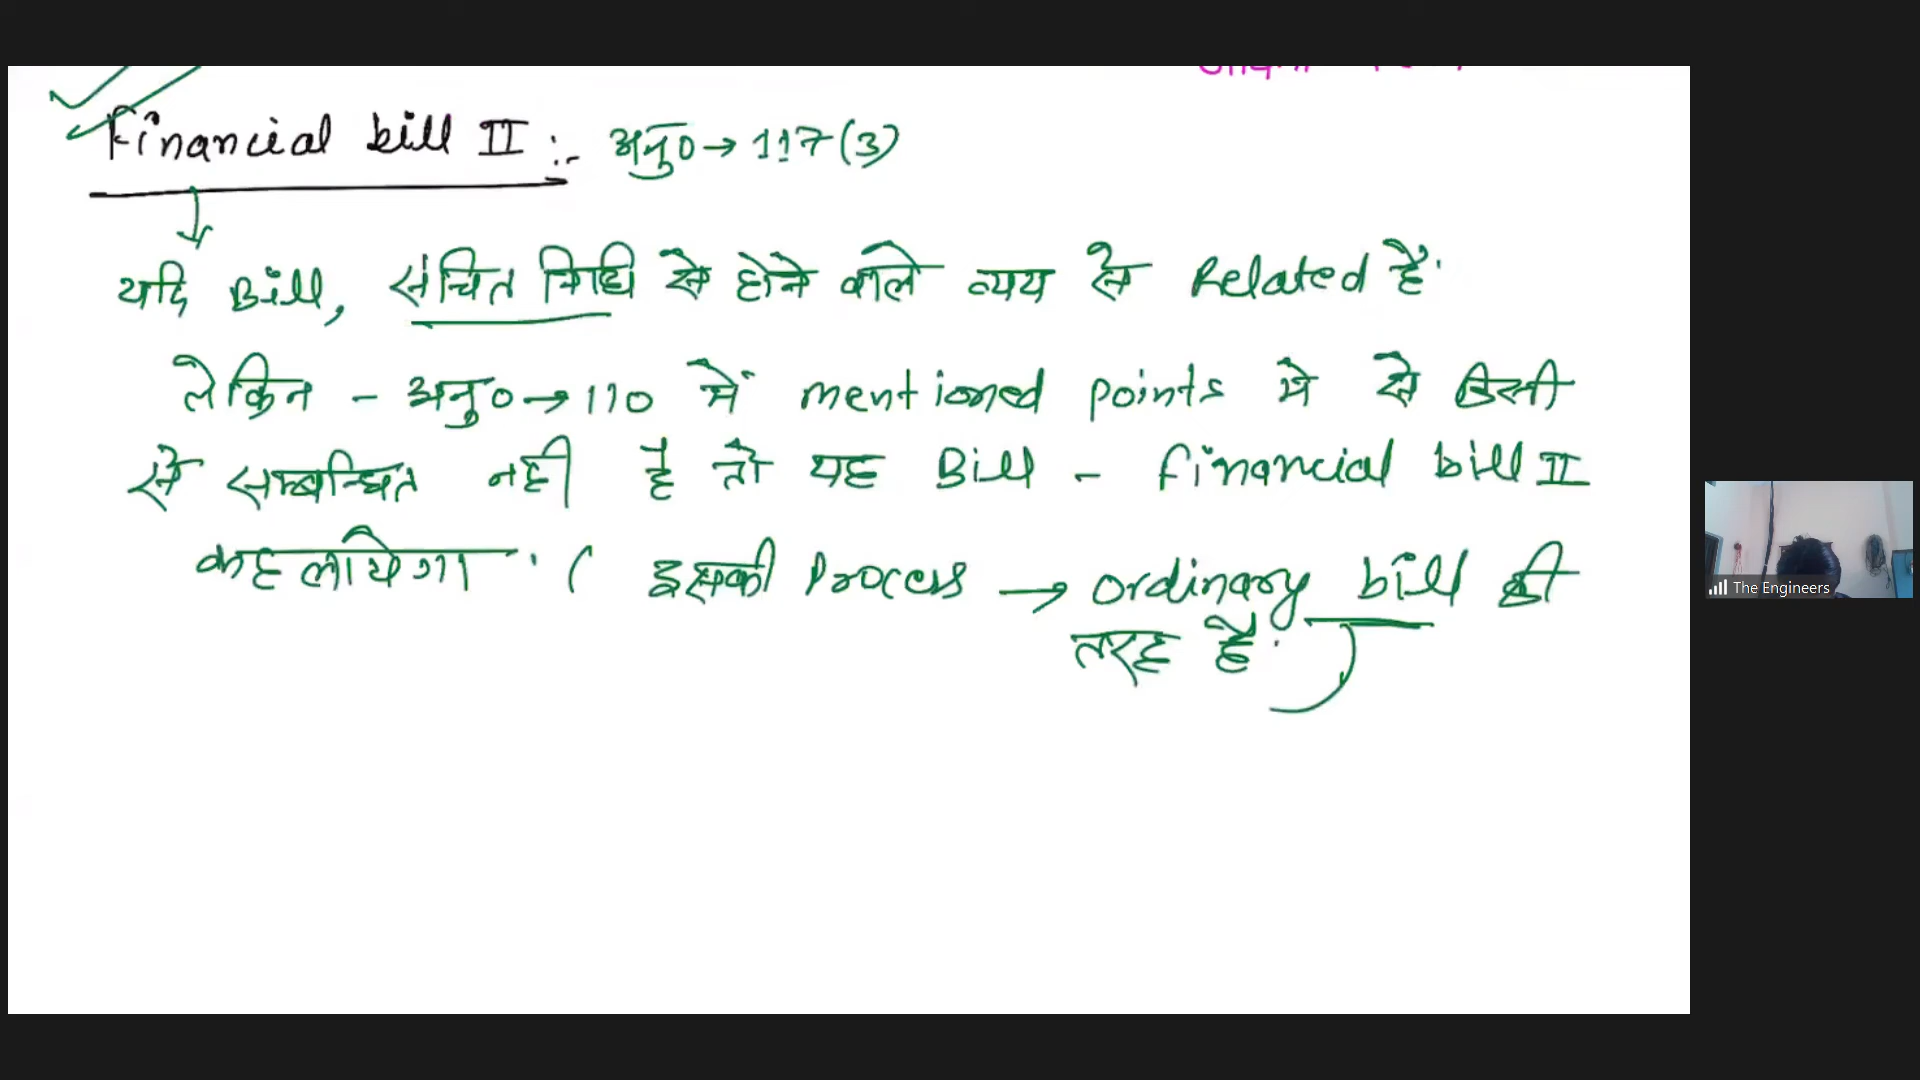 Financial bill II :- अनु० → 117 (3)
यदि Bill, संचित निधि से होने वाले व्यय से Related है.
लेकिन - अनु० → 110 में mentioned points में से किसी
से सम्बन्धित नही है तो यह Bill - financial bill II
कहलायेगा . ( इसकी Process → ordinary bill की
तरह है. )
The Engineers